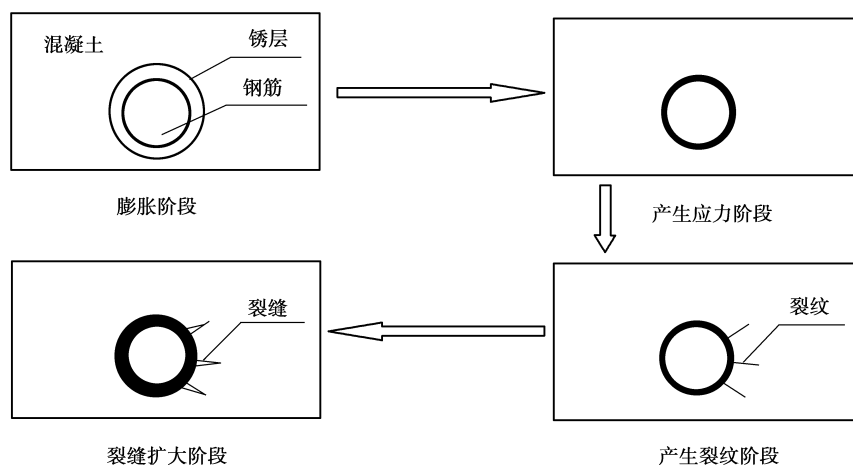 混凝土
锈层
钢筋
膨胀阶段
产生应力阶段
裂纹
产生裂纹阶段
裂缝
裂缝扩大阶段